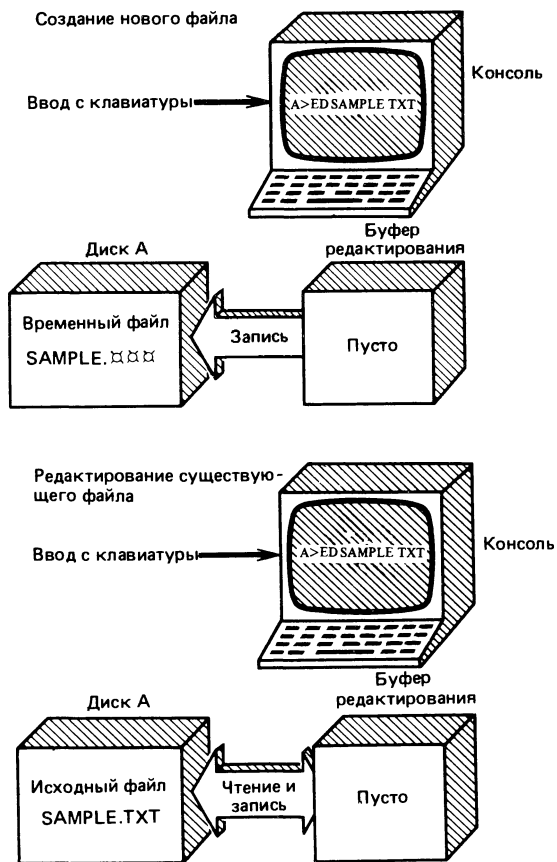 Создание нового файла
Консоль
Ввод с клавиатуры
A>ED SAMPLE TXT
Буфер
редактирования
Диск А
Временный файл
SAMPLE.¤¤¤
Запись
Пусто
Редактирование существую-
щего файла
Ввод с клавиатуры
A>ED SAMPLE TXT
Консоль
Буфер
редактирования
Диск А
Исходный файл
SAMPLE.TXT
Чтение и
запись
Пусто